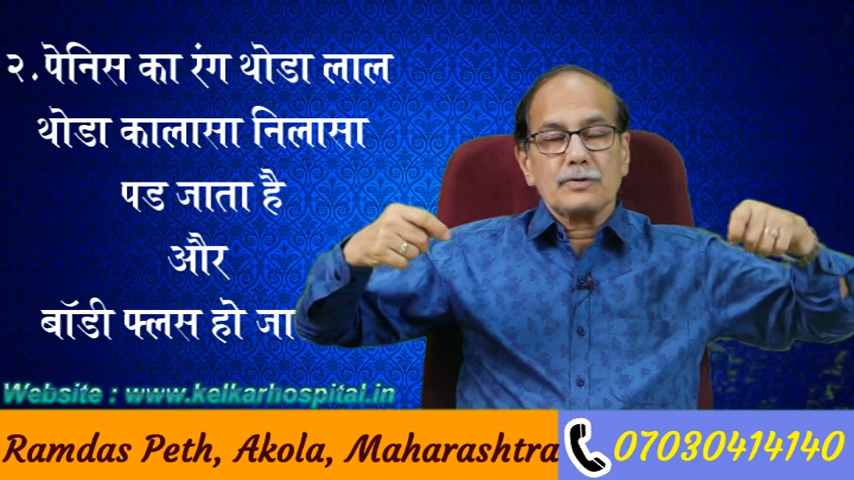 २.पेनिस का रंग थोडा लाल
थोडा कालासा निलासा
पड जाता है
और
बॉडी फ्लस हो जा
Website : www.kelkarhospital.in
Ramdas Peth, Akola, Maharashtra
07030414140